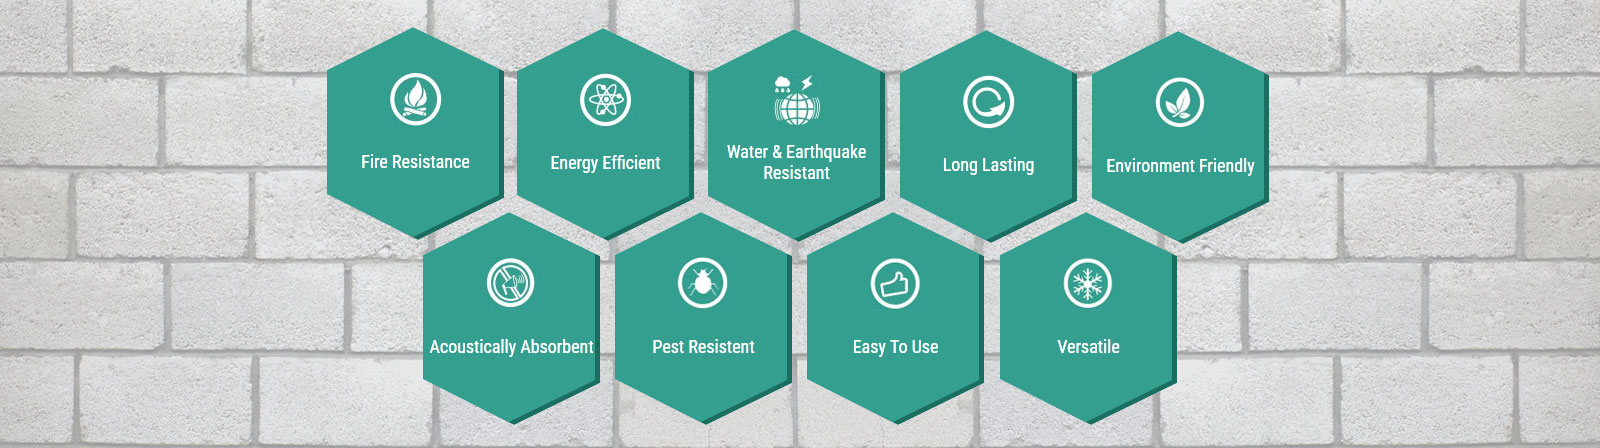 Fire Resistance
Energy Efficient
Water & Earthquake
Resistant
Long Lasting
Environment Friendly
Acoustically Absorbent
Pest Resistent
Easy To Use
Versatile